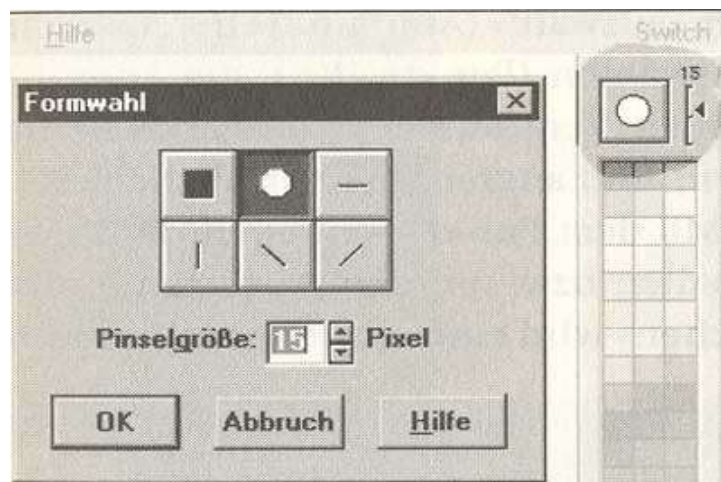 Hilfe Switch
15
Formwahl
Pinselgröße: 15 Pixel
OK Abbruch Hilfe